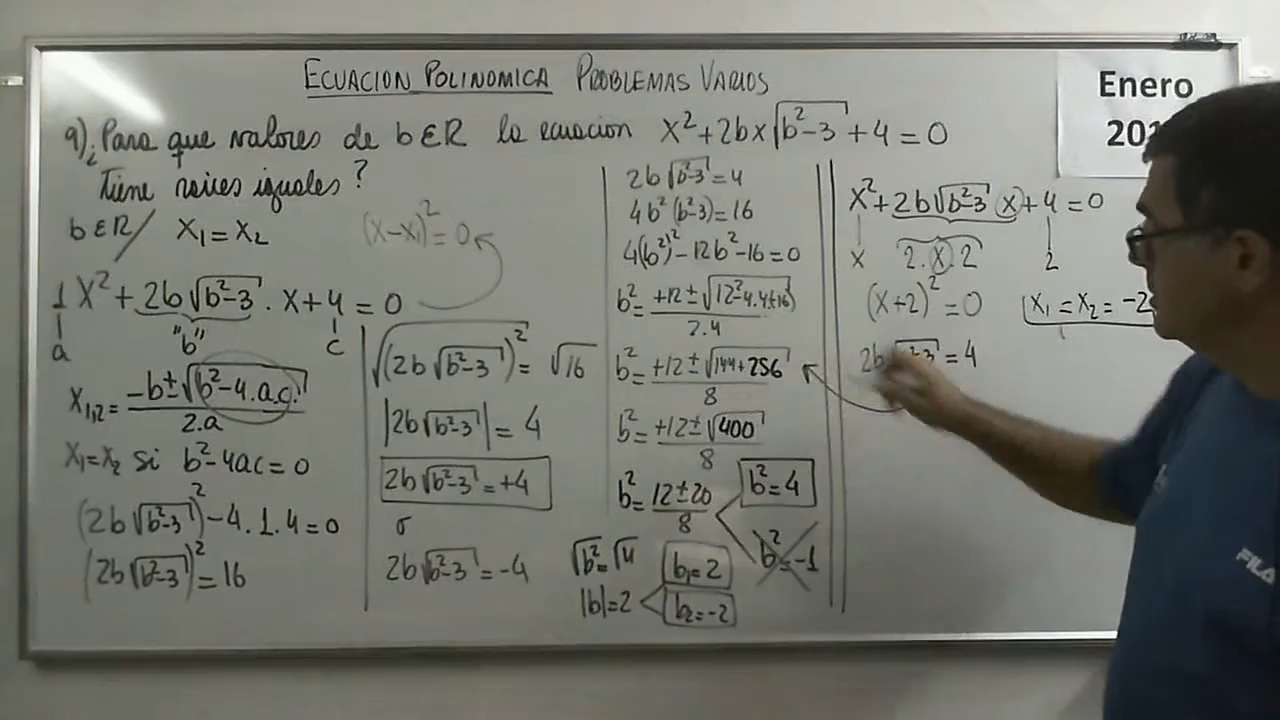 ECUACION POLINOMICA PROBLEMAS VARIOS
Enero
9) ¿Para que valores de b∈R la ecuacion x²+2bx√(b²-3)+4=0
Tiene raices iguales?
b∈R/ x₁=x₂
(x-x₁)²=0
1x²+2b√(b²-3).x+4=0
a "b" c
x₁,₂=(-b±√(b²-4.a.c))/(2.a)
x₁=x₂ si b²-4ac=0
(2b√(b²-3))²-4.1.4=0
(2b√(b²-3))²=16
√((2b√(b²-3))²)=√16
|2b√(b²-3)|=4
2b√(b²-3)=+4
o
2b√(b²-3)=-4
2b√(b²-3)=4
4b²(b²-3)=16
4(b²)²-12b²-16=0
b²=(+12±√(12²-4.4.(-16)))/(2.4)
b²=(+12±√(144+256))/8
b²=(+12±√400)/8
b²=(12±20)/8
b²=4
b²=-1
√b²=√4
|b|=2
b₁=2
b₂=-2
x²+2b√(b²-3) x+4=0
x 2.x.2 2
(x+2)²=0
x₁=x₂=-2
2b√(b²-3)=4
FILA